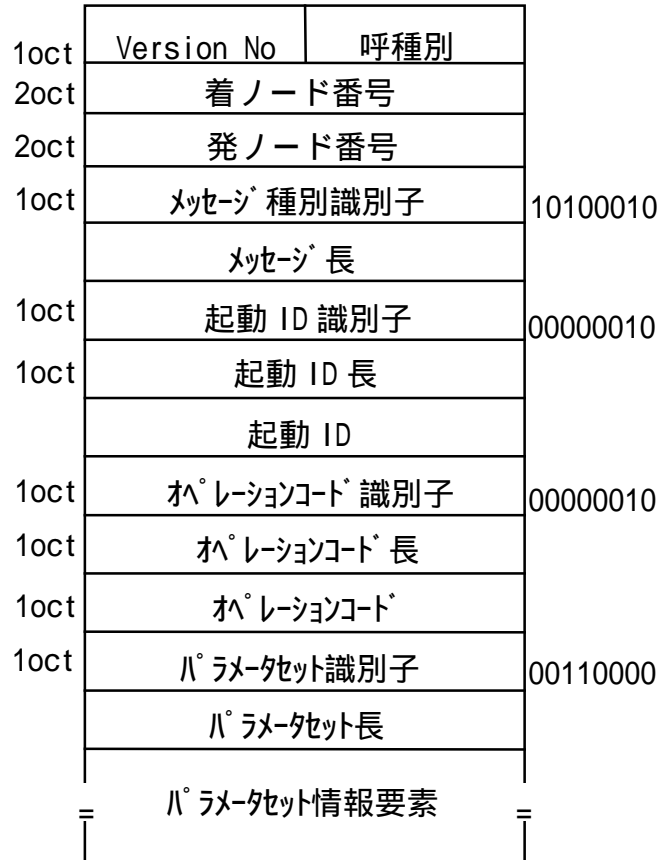 1oct Version No 呼種別
2oct 着ノード番号
2oct 発ノード番号
1oct メッセージ種別識別子 10100010
メッセージ長
1oct 起動 ID 識別子 00000010
1oct 起動 ID 長
起動 ID
1oct オペレーションコード識別子 00000010
1oct オペレーションコード長
1oct オペレーションコード
1oct パラメータセット識別子 00110000
パラメータセット長
= パラメータセット情報要素 =